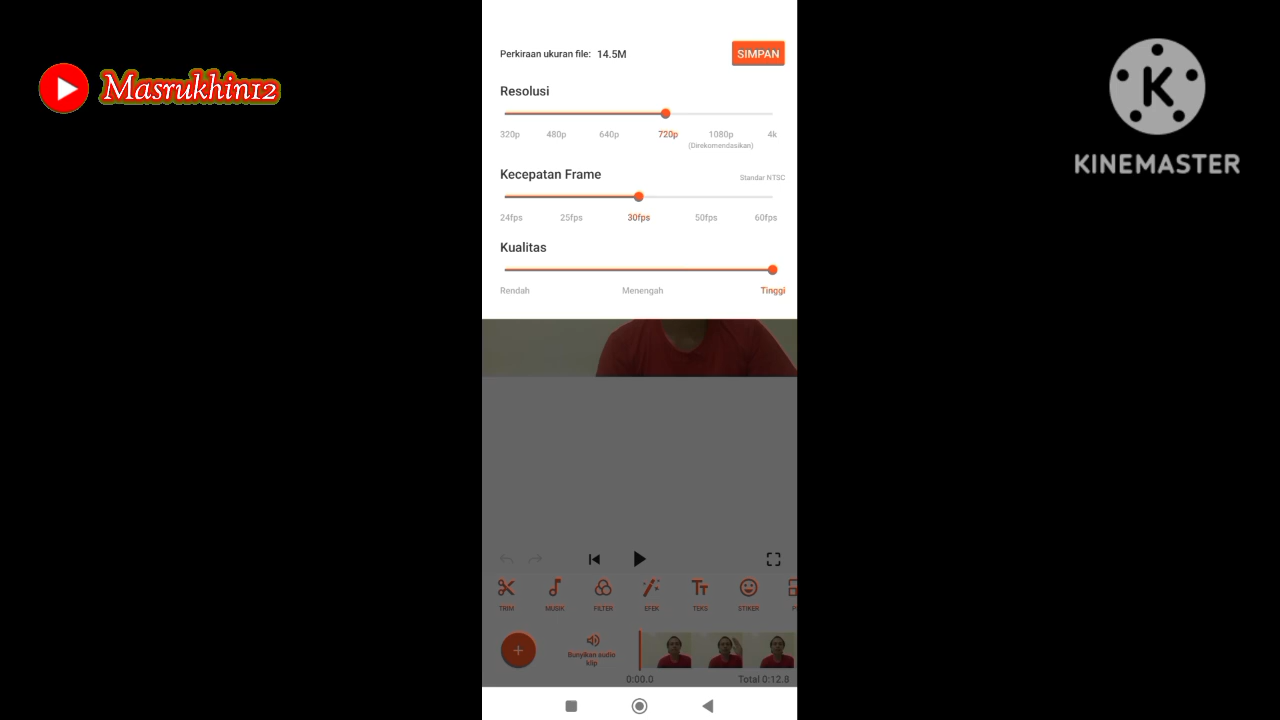 Masrukhin12
KINEMASTER
Perkiraan ukuran file: 14.5M
SIMPAN
Resolusi
320p 480p 640p 720p 1080p 4k
(Direkomendasikan)
Kecepatan Frame
Standar NTSC
24fps 25fps 30fps 50fps 60fps
Kualitas
Rendah Menengah Tinggi
TRIM MUSIK FILTER EFEK TEKS STIKER
Bunyikan audio
klip
0:00.0 Total 0:12.8